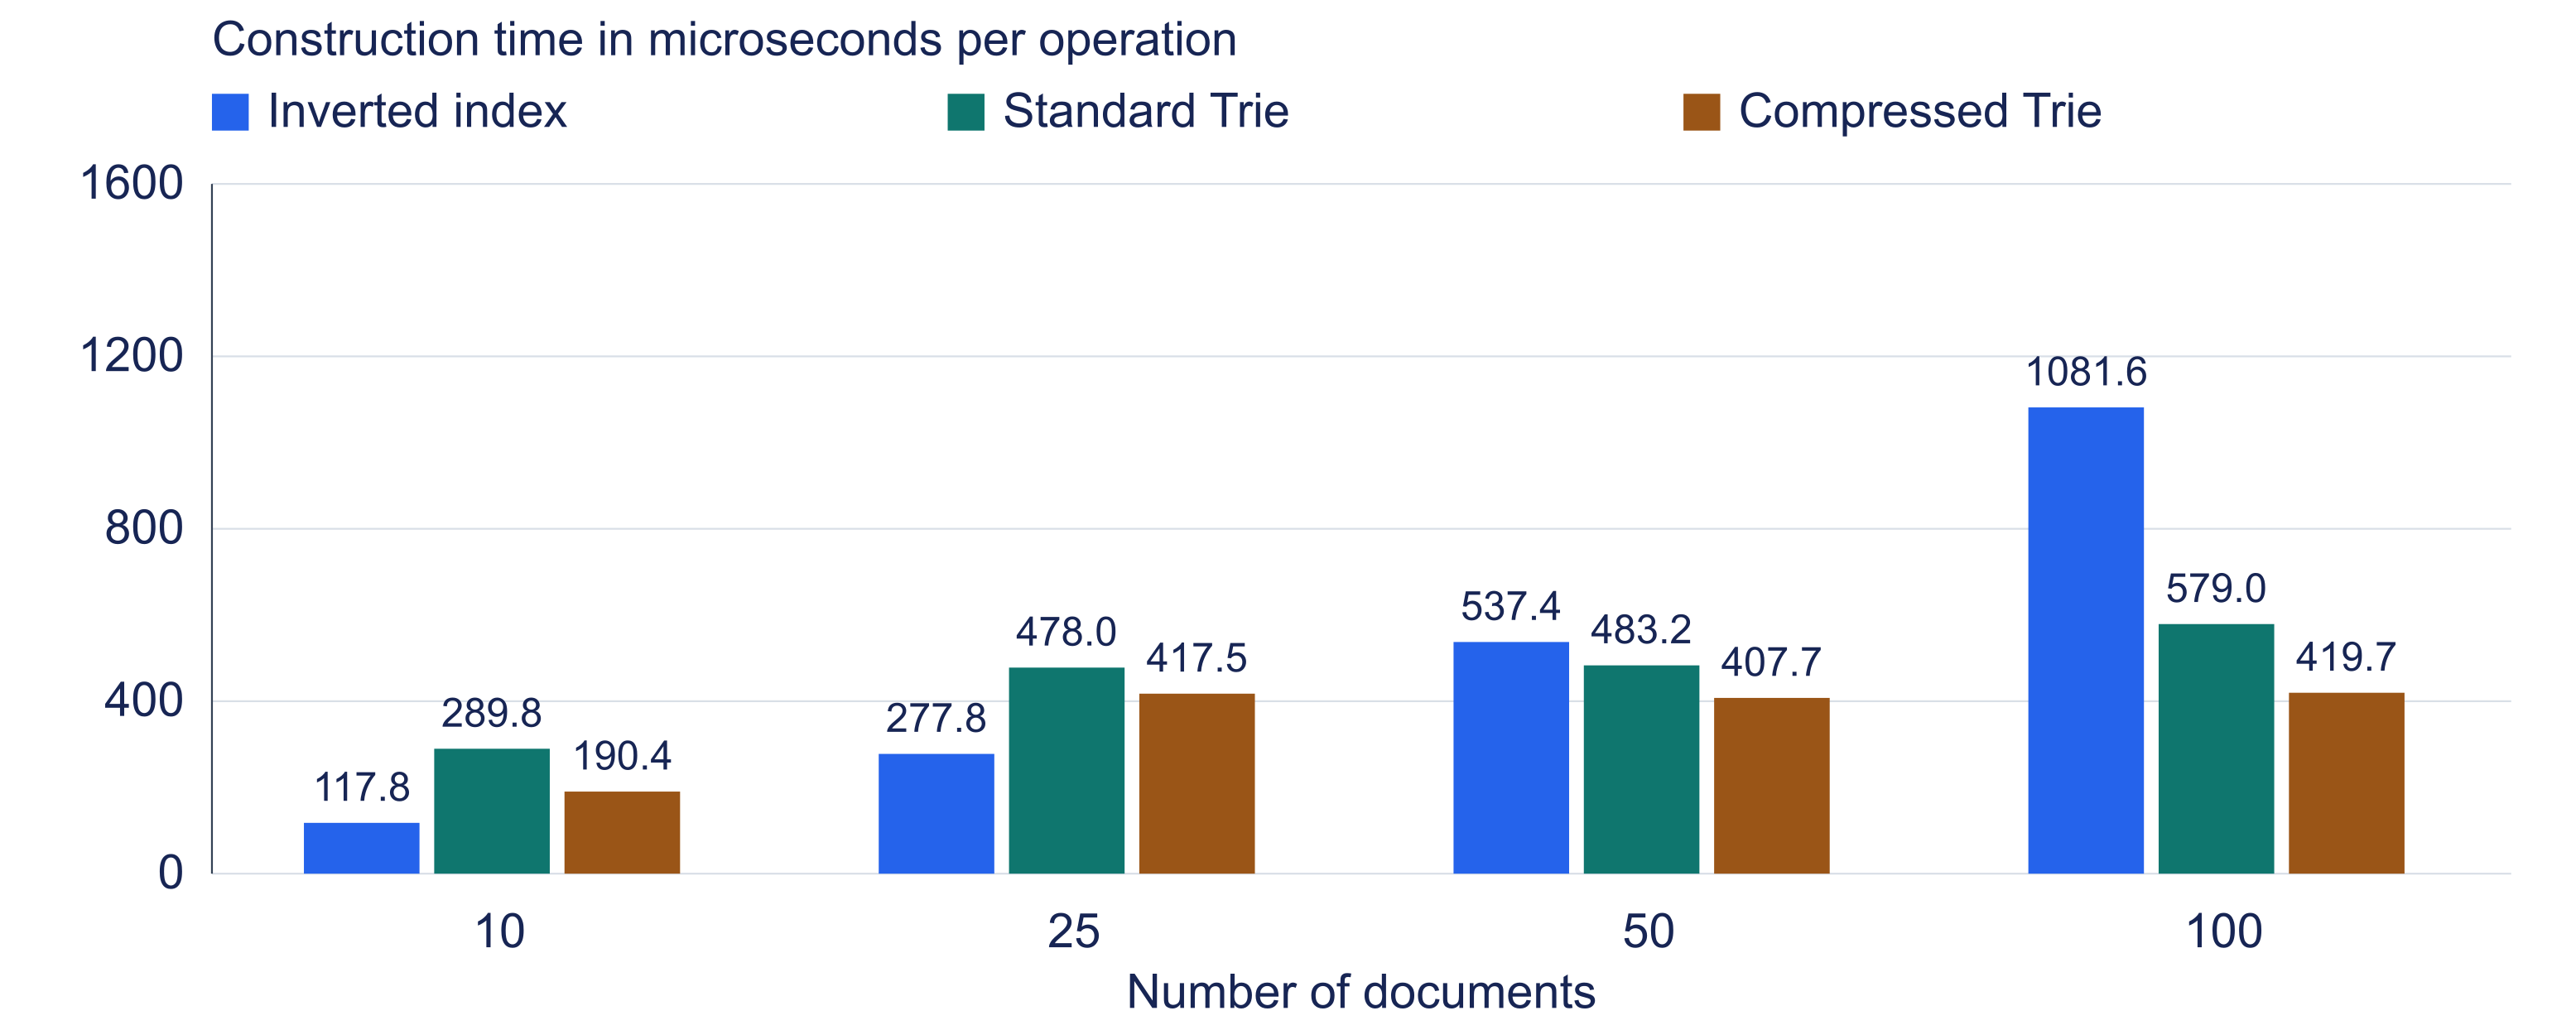 Construction time in microseconds per operation
Inverted index Standard Trie Compressed Trie
1600
1200
1081.6
800
579.0
537.4
478.0 483.2
417.5 407.7 419.7
400
289.8 277.8
190.4
117.8
0
10 25 50 100
Number of documents